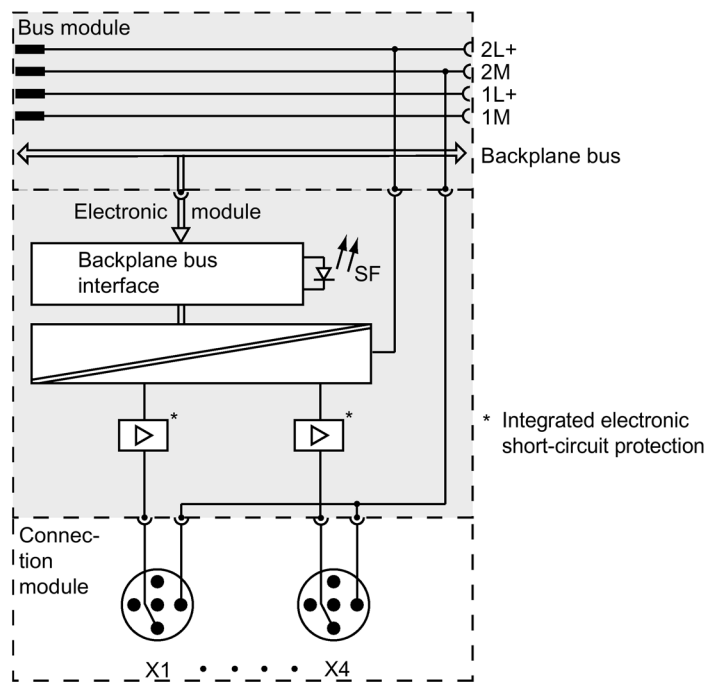 Bus module
2L+
2M
1L+
1M
Backplane bus
Electronic module
Backplane bus
interface
SF
*
*
* Integrated electronic
short-circuit protection
Connec-
tion
module
X1 • • • • X4